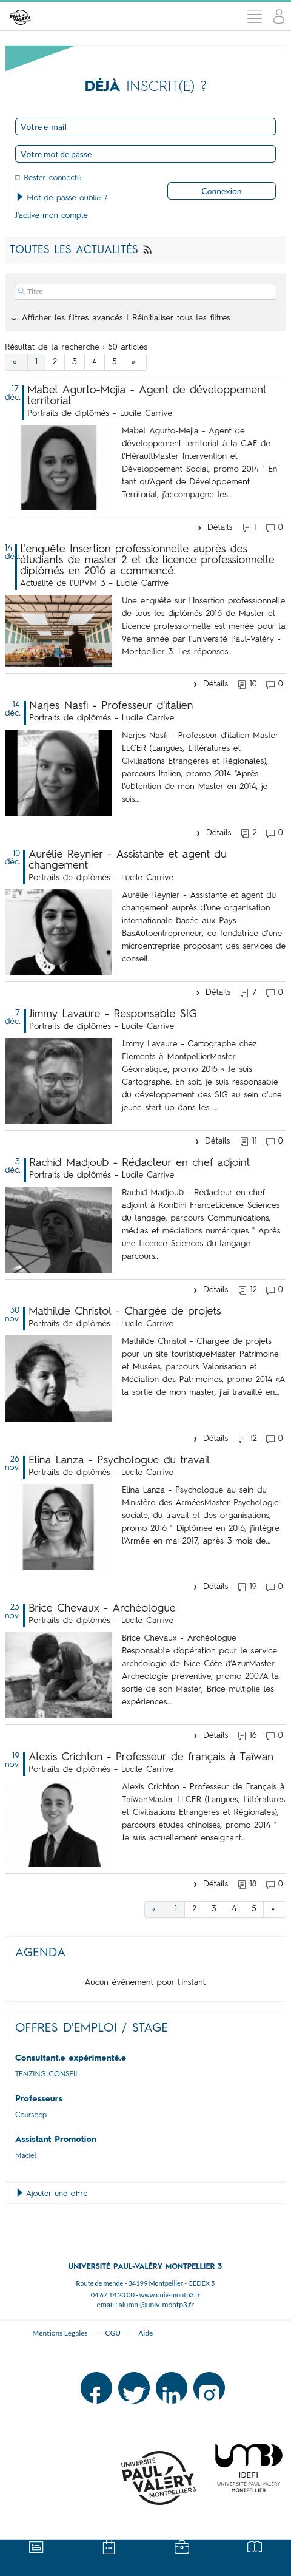 DÉJÀ INSCRIT(E) ?
Votre e-mail
Votre mot de passe
Rester connecté
Connexion
Mot de passe oublié ?
J'active mon compte
TOUTES LES ACTUALITÉS
Titre
Afficher les filtres avancés | Réinitialiser tous les filtres
Résultat de la recherche : 50 articles
« 1 2 3 4 5 »
17 déc.
Mabel Agurto-Mejia - Agent de développement
territorial
Portraits de diplômés - Lucile Carrive
Mabel Agurto-Mejia - Agent de
développement territorial à la CAF de
l'HéraultMaster Intervention et
Développement Social, promo 2014 " En
tant qu'Agent de Développement
Territorial, j'accompagne les...
Détails 1 0
14 déc.
L'enquête Insertion professionnelle auprès des
étudiants de master 2 et de licence professionnelle
diplômés en 2016 a commencé.
Actualité de l'UPVM 3 - Lucile Carrive
Une enquête sur l'Insertion professionnelle
de tous les diplômés 2016 de Master et
Licence professionnelle est menée pour la
9ème année par l'université Paul-Valéry -
Montpellier 3. Les réponses...
Détails 10 0
14 déc.
Narjes Nasfi - Professeur d'italien
Portraits de diplômés - Lucile Carrive
Narjes Nasfi - Professeur d'italien Master
LLCER (Langues, Littératures et
Civilisations Etrangères et Régionales),
parcours Italien, promo 2014 "Après
l'obtention de mon Master en 2014, je
suis...
Détails 2 0
10 déc.
Aurélie Reynier - Assistante et agent du
changement
Portraits de diplômés - Lucile Carrive
Aurélie Reynier - Assistante et agent du
changement auprès d'une organisation
internationale basée aux Pays-
BasAutoentrepreneur, co-fondatrice d'une
microentreprise proposant des services de
conseil...
Détails 7 0
7 déc.
Jimmy Lavaure - Responsable SIG
Portraits de diplômés - Lucile Carrive
Jimmy Lavaure - Cartographe chez
Elements à MontpellierMaster
Géomatique, promo 2015 « Je suis
Cartographe. En soit, je suis responsable
du développement des SIG au sein d'une
jeune start-up dans les ...
Détails 11 0
3 déc.
Rachid Madjoub - Rédacteur en chef adjoint
Portraits de diplômés - Lucile Carrive
Rachid Madjoub - Rédacteur en chef
adjoint à Konbini FranceLicence Sciences
du langage, parcours Communications,
médias et médiations numériques " Après
une Licence Sciences du langage
parcours...
Détails 12 0
30 nov.
Mathilde Christol - Chargée de projets
Portraits de diplômés - Lucile Carrive
Mathilde Christol - Chargée de projets
pour un site touristiqueMaster Patrimoine
et Musées, parcours Valorisation et
Médiation des Patrimoines, promo 2014 «A
la sortie de mon master, j'ai travaillé en...
Détails 12 0
26 nov.
Elina Lanza - Psychologue du travail
Portraits de diplômés - Lucile Carrive
Elina Lanza - Psychologue au sein du
Ministère des ArméesMaster Psychologie
sociale, du travail et des organisations,
promo 2016 " Diplômée en 2016, j'intègre
l'Armée en mai 2017, après 3 mois de...
Détails 19 0
23 nov.
Brice Chevaux - Archéologue
Portraits de diplômés - Lucile Carrive
Brice Chevaux - Archéologue
Responsable d'opération pour le service
archéologie de Nice-Côte-d'AzurMaster
Archéologie préventive, promo 2007A la
sortie de son Master, Brice multiplie les
expériences...
Détails 16 0
19 nov.
Alexis Crichton - Professeur de français à Taïwan
Portraits de diplômés - Lucile Carrive
Alexis Crichton - Professeur de Français à
TaïwanMaster LLCER (Langues, Littératures
et Civilisations Etrangères et Régionales),
parcours études chinoises, promo 2014 "
Je suis actuellement enseignant...
Détails 18 0
« 1 2 3 4 5 »
AGENDA
Aucun événement pour l'instant.
OFFRES D'EMPLOI / STAGE
Consultant.e expérimenté.e
TENZING CONSEIL
Professeurs
Courspep
Assistant Promotion
Maciel
Ajouter une offre
UNIVERSITÉ PAUL-VALÉRY MONTPELLIER 3
Route de mende - 34199 Montpellier - CEDEX 5
04 67 14 20 00 - www.univ-montp3.fr
email : alumni@univ-montp3.fr
Mentions Légales • CGU • Aide
UNIVERSITÉ
PAUL
VALÉRY
MONTPELLIER 3
IDEFI
UNIVERSITÉ PAUL-VALÉRY
MONTPELLIER